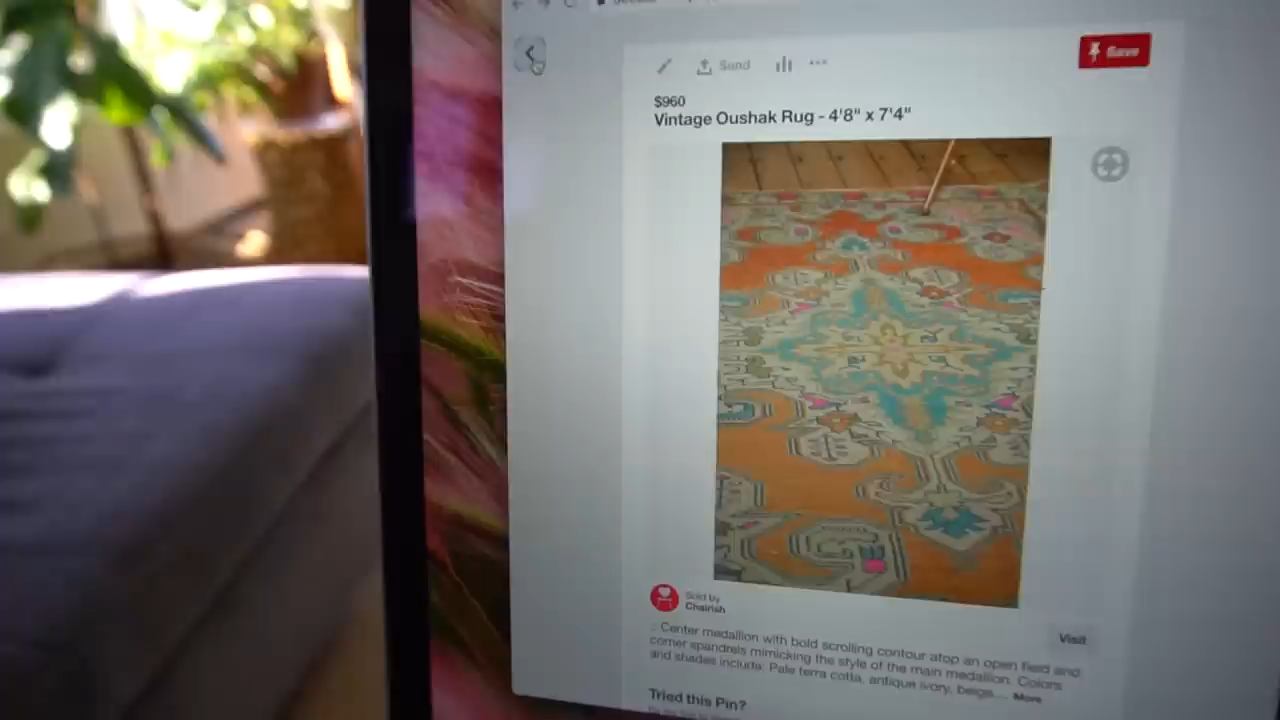 Send
Save
$960
Vintage Oushak Rug - 4'8" x 7'4"
Sold by
Chairish
Visit
- Center medallion with bold scrolling contour atop an open field and
corner spandrels mimicking the style of the main medallion. Colors
and shades include: Pale terra cotta, antique ivory, beige,... More
Tried this Pin?